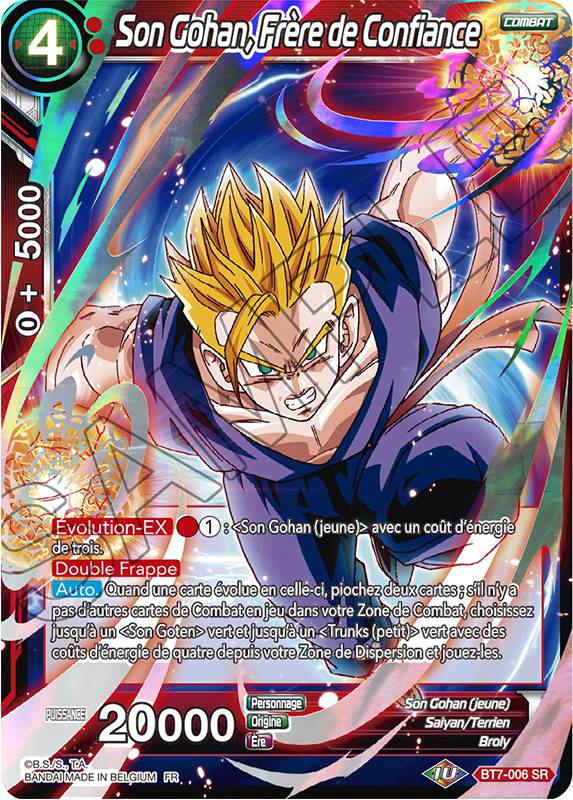 4
Son Gohan, Frère de Confiance
COMBAT
0 + 5000
SAMPLE
Évolution-EX 1 : <Son Gohan (jeune)> avec un coût d'énergie
de trois.
Double Frappe
Auto. Quand une carte évolue en celle-ci, piochez deux cartes ; s'il n'y a
pas d'autres cartes de Combat en jeu dans votre Zone de Combat, choisissez
jusqu'à un <Son Goten> vert et jusqu'à un <Trunks (petit)> vert avec des
coûts d'énergie de quatre depuis votre Zone de Dispersion et jouez-les.
PUISSANCE 20000
Personnage Son Gohan (jeune)
Origine Saiyan/Terrien
Ère Broly
©B.S./S., T.A.
BANDAI MADE IN BELGIUM FR
BT7-006 SR